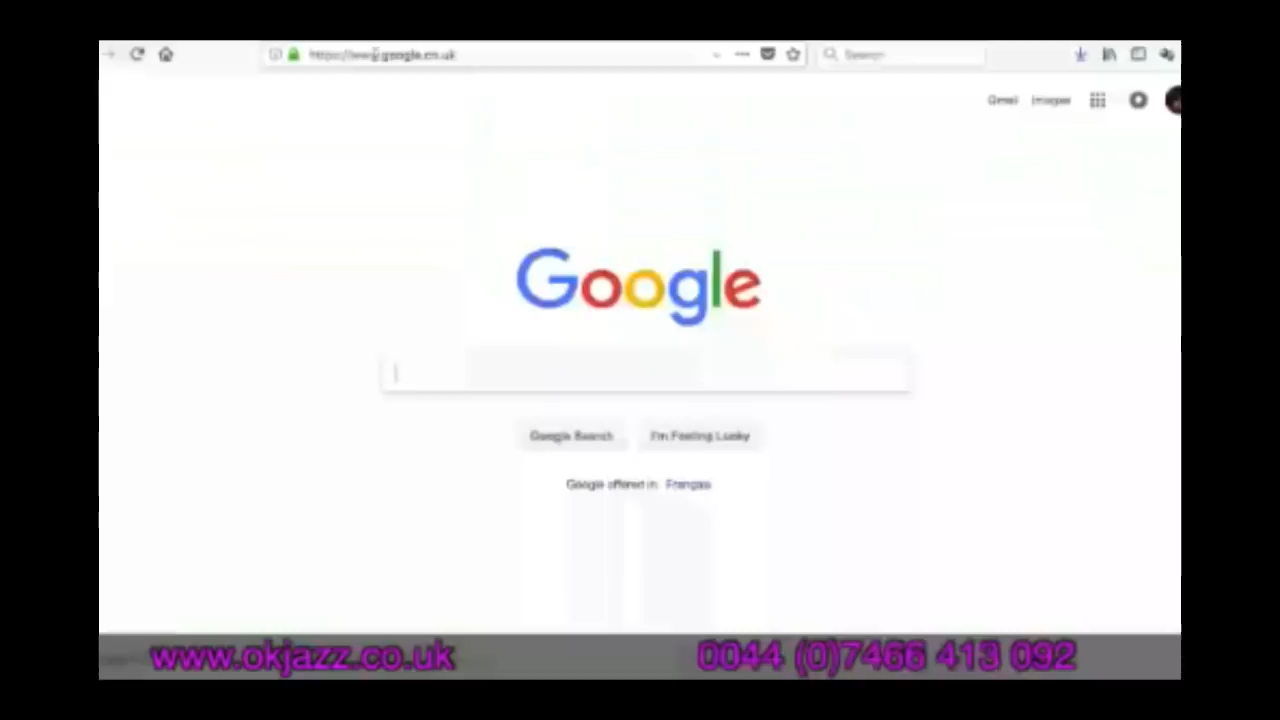 https://www.google.co.uk
Search
Gmail Images
Google
Google Search I'm Feeling Lucky
Google offered in: Français
www.okjazz.co.uk 0044 (0)7466 413 092